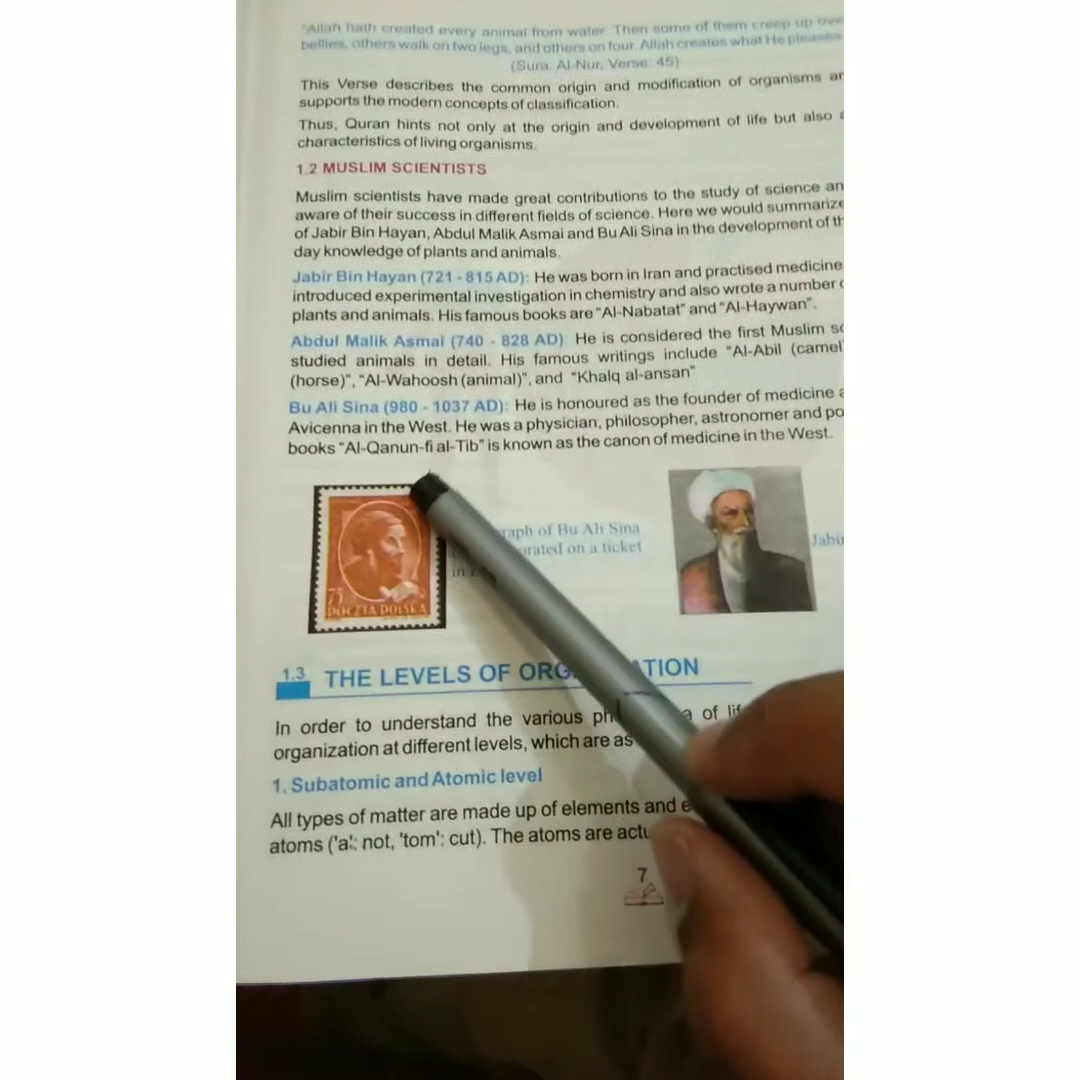 "Allah hath created every animal from water. Then some of them creep up
bellies, others walk on two legs, and others on four. Allah creates what He pleases
(Sura: Al-Nur, Verse: 45)
This Verse describes the common origin and modification of organisms
supports the modern concepts of classification.
Thus, Quran hints not only at the origin and development of life but also
characteristics of living organisms.
1.2 MUSLIM SCIENTISTS
Muslim scientists have made great contributions to the study of science
aware of their success in different fields of science. Here we would summarize
of Jabir Bin Hayan, Abdul Malik Asmai and Bu Ali Sina in the development of
day knowledge of plants and animals.
Jabir Bin Hayan (721 - 815 AD): He was born in Iran and practised medicine
introduced experimental investigation in chemistry and also wrote a number
plants and animals. His famous books are "Al-Nabatat" and "Al-Haywan".
Abdul Malik Asmai (740 - 828 AD): He is considered the first Muslim
studied animals in detail. His famous writings include "Al-Abil (camel
(horse)", "Al-Wahoosh (animal)", and "Khalq al-ansan"
Bu Ali Sina (980 - 1037 AD): He is honoured as the founder of medicine
Avicenna in the West. He was a physician, philosopher, astronomer and
books "Al-Qanun-fi al-Tib" is known as the canon of medicine in the West.
75
POCZTA POLSKA
raph of Bu Ali Sina
orated on a ticket
in
1.3 THE LEVELS OF ORG ATION
In order to understand the various ph a of
organization at different levels, which are as
1. Subatomic and Atomic level
All types of matter are made up of elements and
atoms ('a': not, 'tom': cut). The atoms are
7